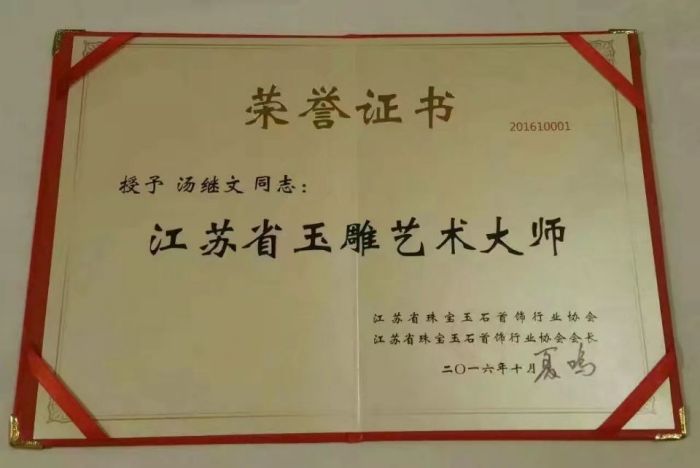 荣誉证书
201610001
授予 汤继文 同志：
江苏省玉雕艺术大师
江苏省珠宝玉石首饰行业协会
江苏省珠宝玉石首饰行业协会会长
二〇一六年十月 夏鸣